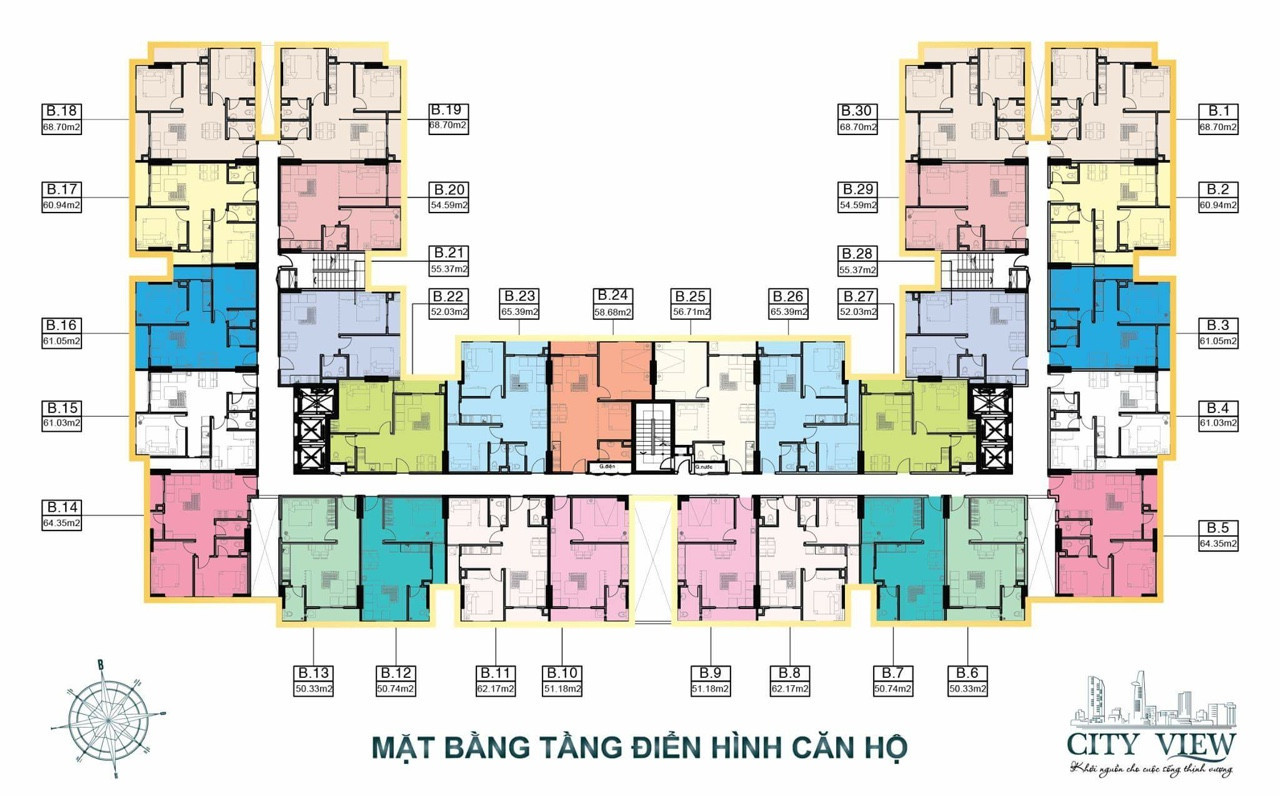 B.18
68.70m2
B.19
68.70m2
B.30
68.70m2
B.1
68.70m2
B.17
60.94m2
B.20
54.59m2
B.29
54.59m2
B.2
60.94m2
B.21
55.37m2
B.28
55.37m2
B.22
52.03m2
B.23
65.39m2
B.24
58.68m2
B.25
56.71m2
B.26
65.39m2
B.27
52.03m2
B.16
61.05m2
B.3
61.05m2
B.15
61.03m2
B.4
61.03m2
G.điện
G.nước
B.14
64.35m2
B.5
64.35m2
B.13
50.33m2
B.12
50.74m2
B.11
62.17m2
B.10
51.18m2
B.9
51.18m2
B.8
62.17m2
B.7
50.74m2
B.6
50.33m2
B
MẶT BẰNG TẦNG ĐIỂN HÌNH CĂN HỘ
CITY VIEW
Khởi nguồn cho cuộc sống thịnh vượng